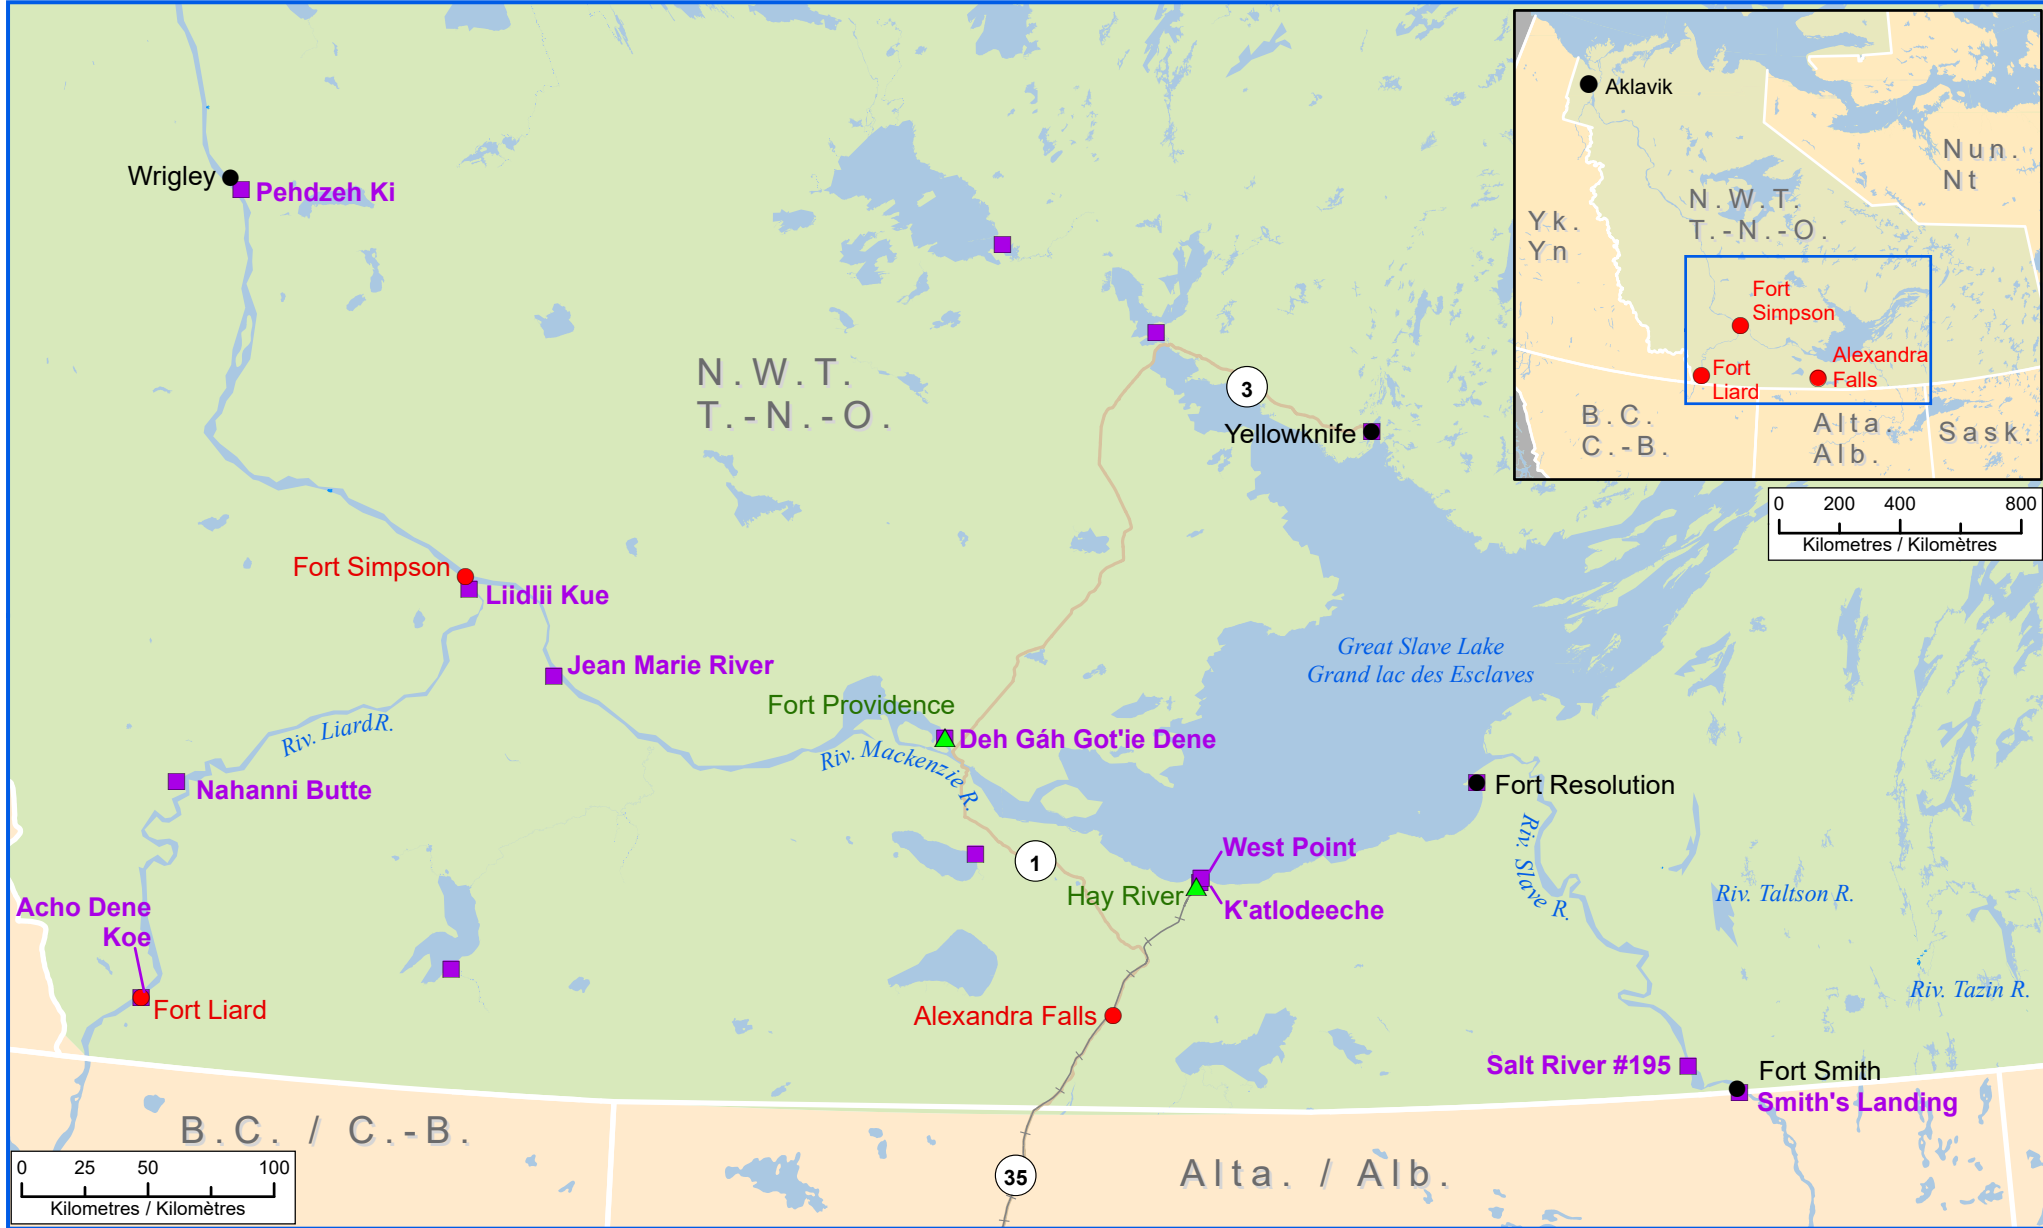 Wrigley
Pehdzeh Ki
N.W.T.
T.-N.-O.
3
Yellowknife
Fort Simpson
Liidlii Kue
Jean Marie River
Great Slave Lake
Grand lac des Esclaves
Fort Providence
Deh Gáh Got'ie Dene
Riv. Liard R.
Riv. Mackenzie R.
Nahanni Butte
Fort Resolution
1
West Point
Hay River
K'atlodeeche
Riv. Slave R.
Riv. Taltson R.
Acho Dene
Koe
Fort Liard
Riv. Tazin R.
Alexandra Falls
Salt River #195
Fort Smith
Smith's Landing
B.C. / C.-B.
Alta. / Alb.
35
0 25 50 100
Kilometres / Kilomètres
Aklavik
Nun.
Nt
N.W.T.
T.-N.-O.
Yk.
Yn
Fort
Simpson
Alexandra
Falls
Fort
Liard
B.C.
C.-B.
Alta.
Alb.
Sask.
0 200 400 800
Kilometres / Kilomètres